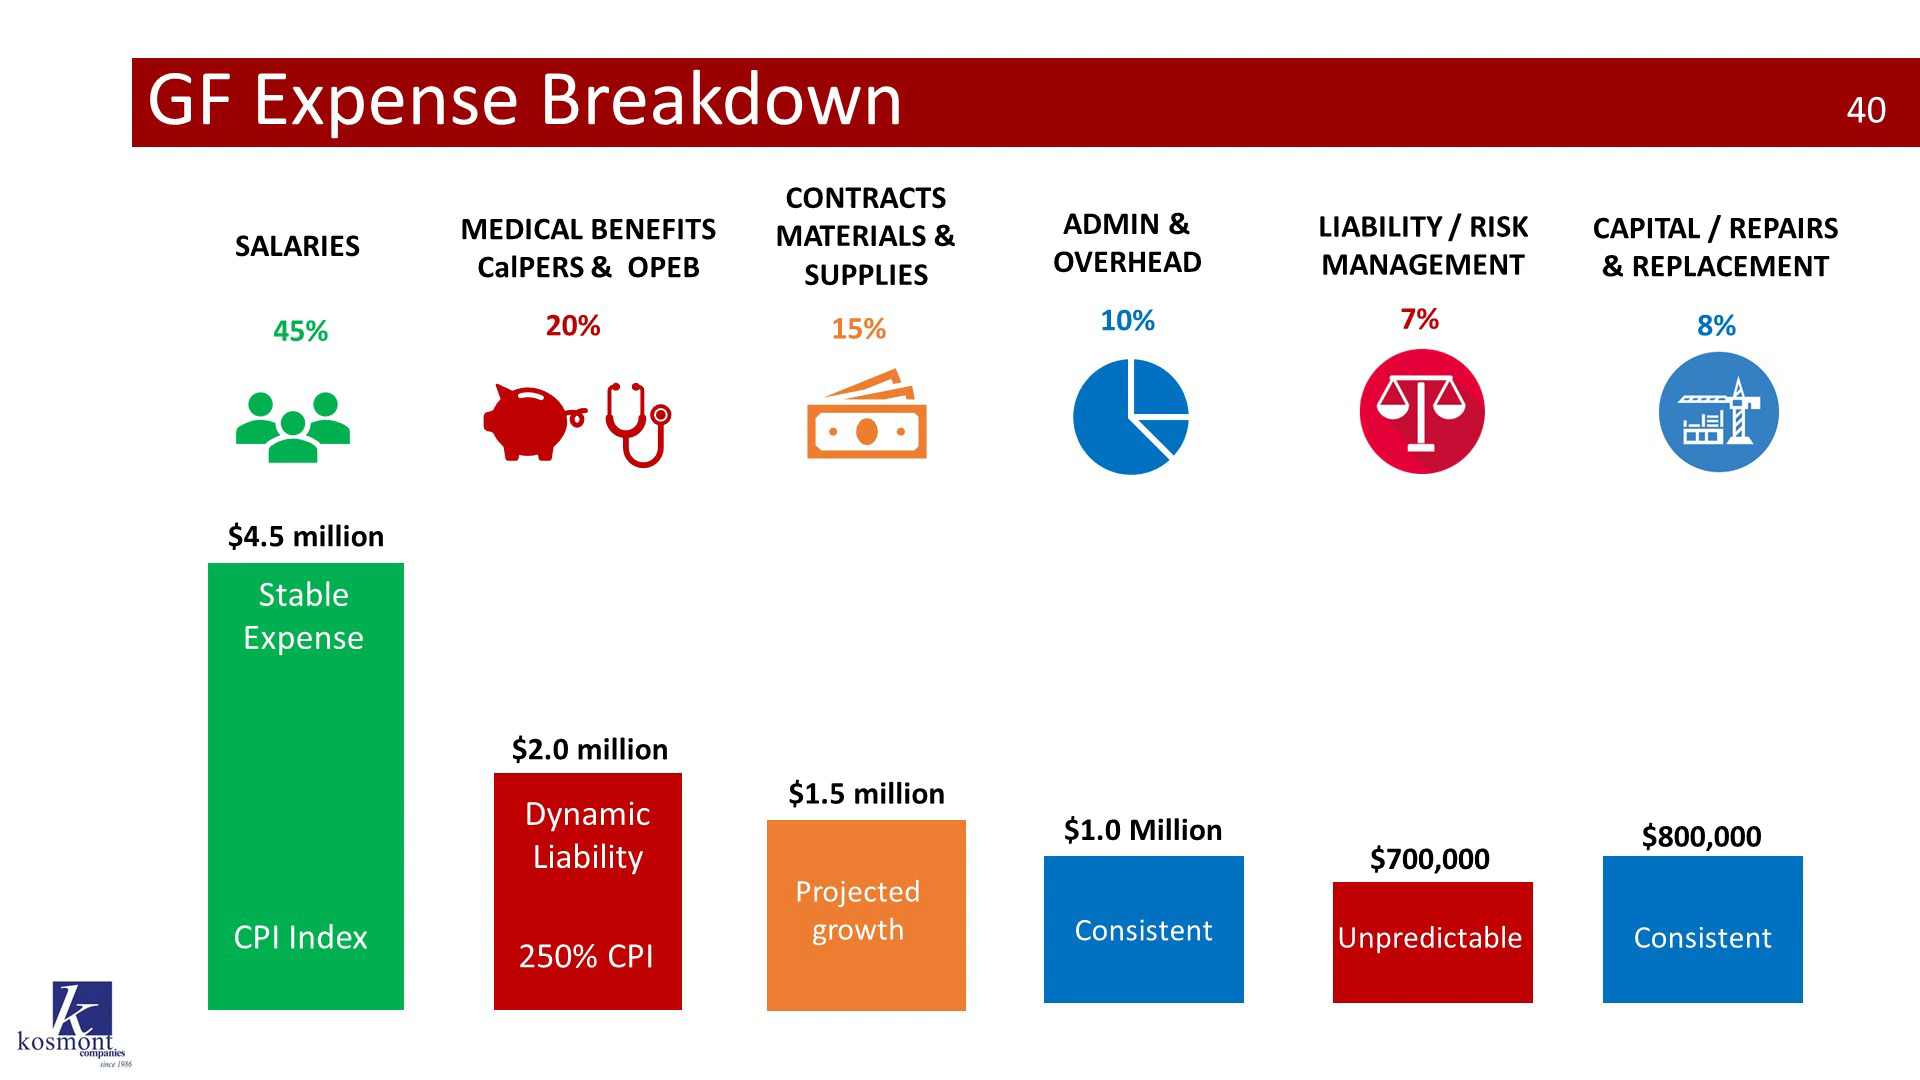 GF Expense Breakdown
40
SALARIES
45%
MEDICAL BENEFITS
CalPERS & OPEB
20%
CONTRACTS
MATERIALS &
SUPPLIES
15%
ADMIN &
OVERHEAD
10%
LIABILITY / RISK
MANAGEMENT
7%
CAPITAL / REPAIRS
& REPLACEMENT
8%
$4.5 million
Stable
Expense
CPI Index
$2.0 million
Dynamic
Liability
250% CPI
$1.5 million
Projected
growth
$1.0 Million
Consistent
$700,000
Unpredictable
$800,000
Consistent
k
kosmont
companies
since 1986